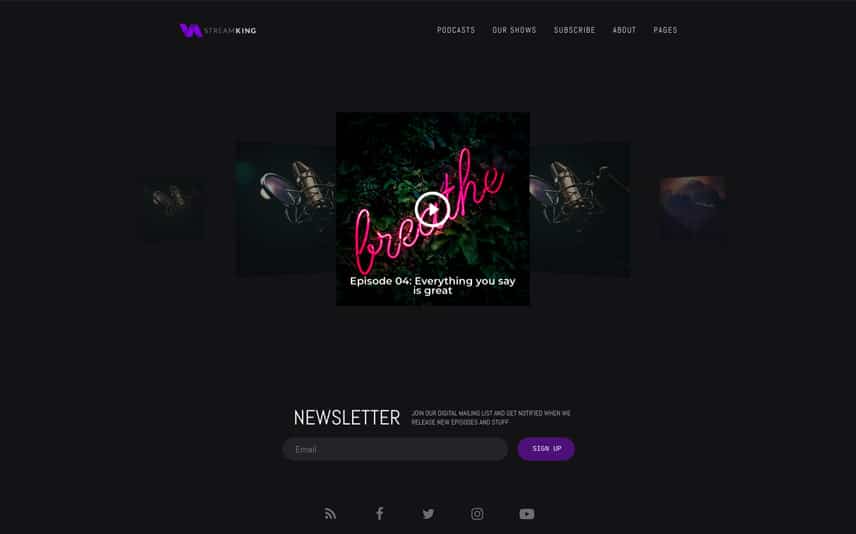 STREAMKING
PODCASTS OUR SHOWS SUBSCRIBE ABOUT PAGES
breathe
Episode 04: Everything you say
is great
NEWSLETTER
JOIN OUR DIGITAL MAILING LIST AND GET NOTIFIED WHEN WE
RELEASE NEW EPISODES AND STUFF
Email
SIGN UP